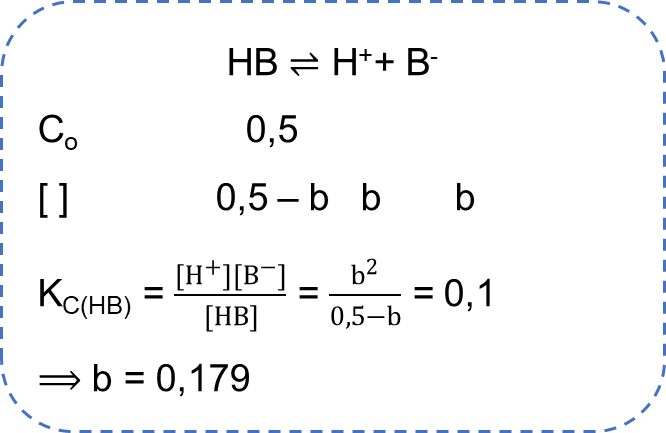 HB ⇌ H⁺ + B⁻
Cₒ 0,5
[ ] 0,5 – b b b
K_C(HB) = [H⁺][B⁻]/[HB] = b²/0,5−b = 0,1
⟹ b = 0,179